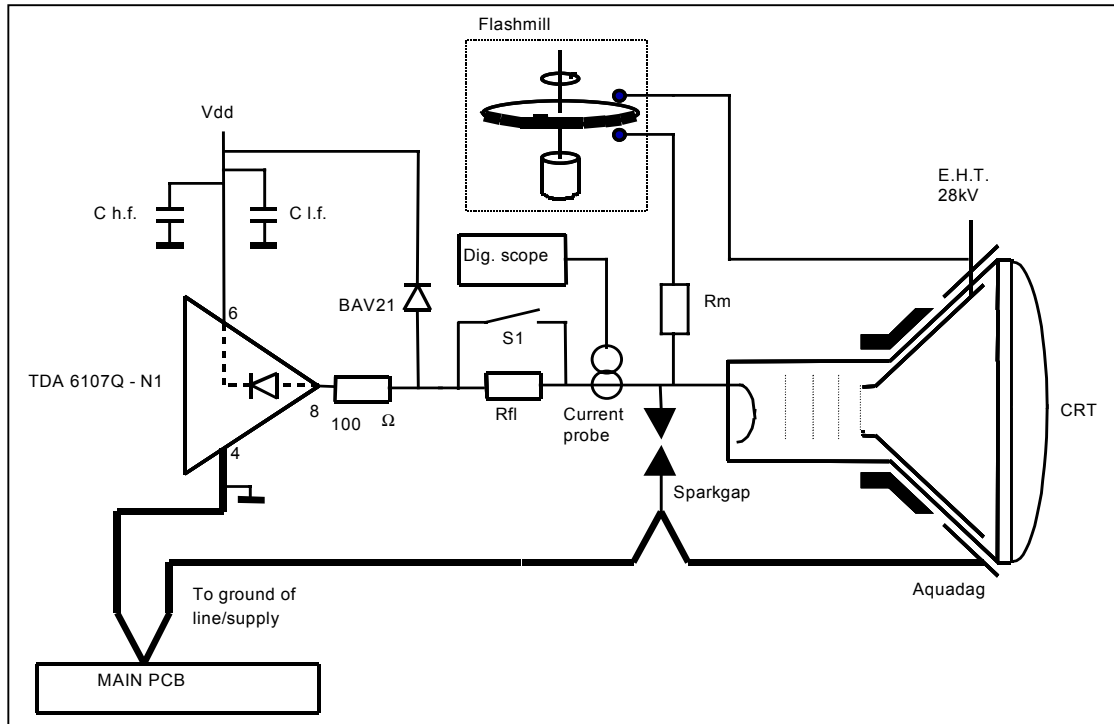 Flashmill
Vdd
E.H.T.
28kV
C h.f.
C l.f.
Dig. scope
BAV21
Rm
6
S1
TDA 6107Q - N1
8
100 Ω
Rfl
Current
probe
CRT
4
Sparkgap
Aquadag
To ground of
line/supply
MAIN PCB